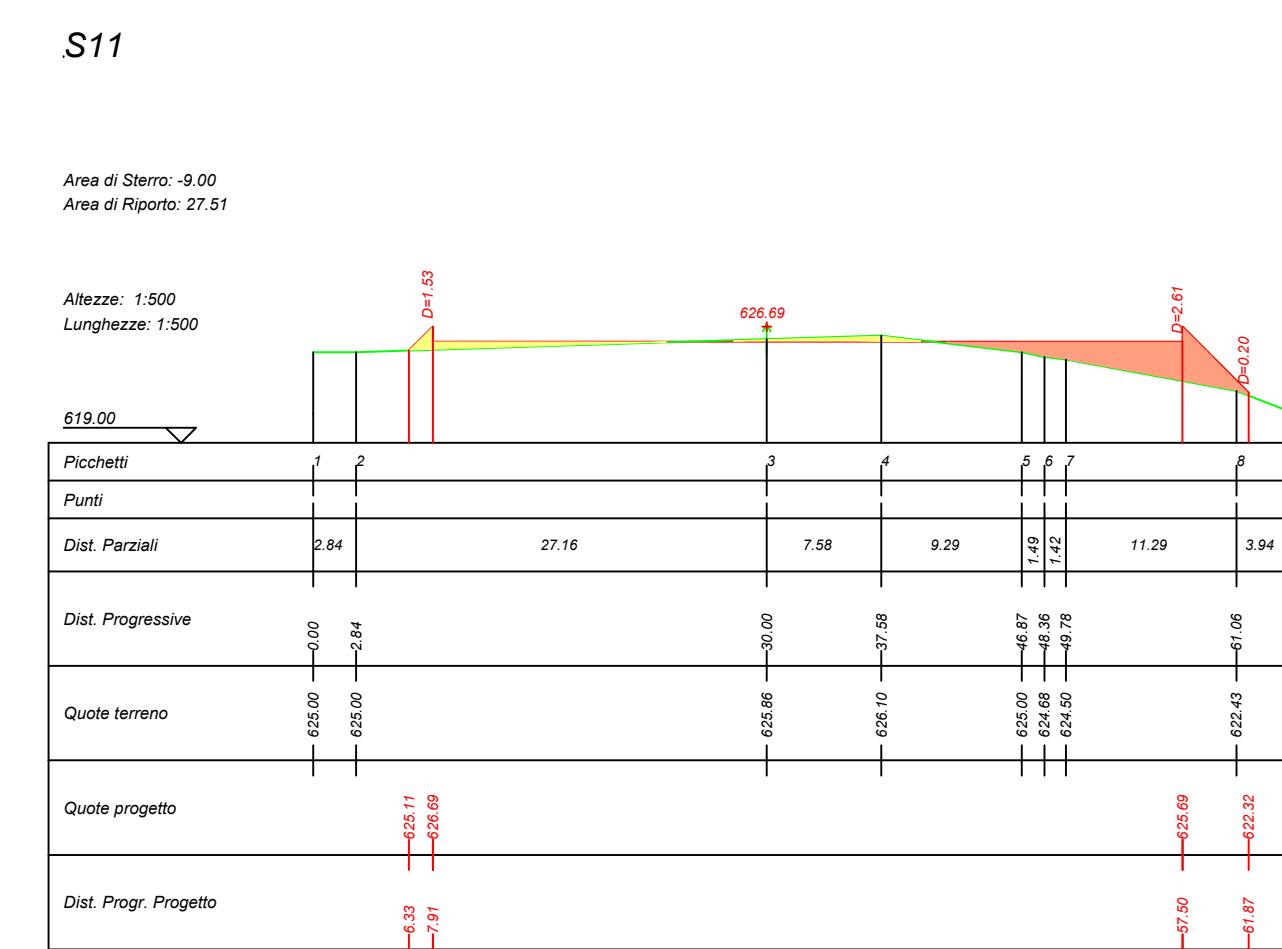 .S11
Area di Sterro: -9.00
Area di Riporto: 27.51
Altezze: 1:500
Lunghezze: 1:500
D=1.53
626.69
D=2.61
D=0.20
619.00
Picchetti 1 2 3 4 5 6 7 8
Punti
Dist. Parziali 2.84 27.16 7.58 9.29 1.49 1.42 11.29 3.94
Dist. Progressive 0.00 2.84 30.00 37.58 46.87 48.36 49.78 61.06
Quote terreno 625.00 625.00 625.86 626.10 625.00 624.68 624.50 622.43
Quote progetto 625.11 626.69 625.69 622.32
Dist. Progr. Progetto 6.33 7.91 57.50 61.87